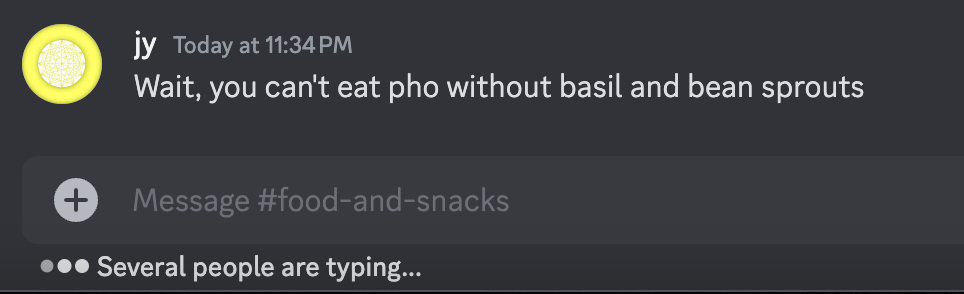 jy Today at 11:34 PM
Wait, you can't eat pho without basil and bean sprouts
Message #food-and-snacks
Several people are typing...